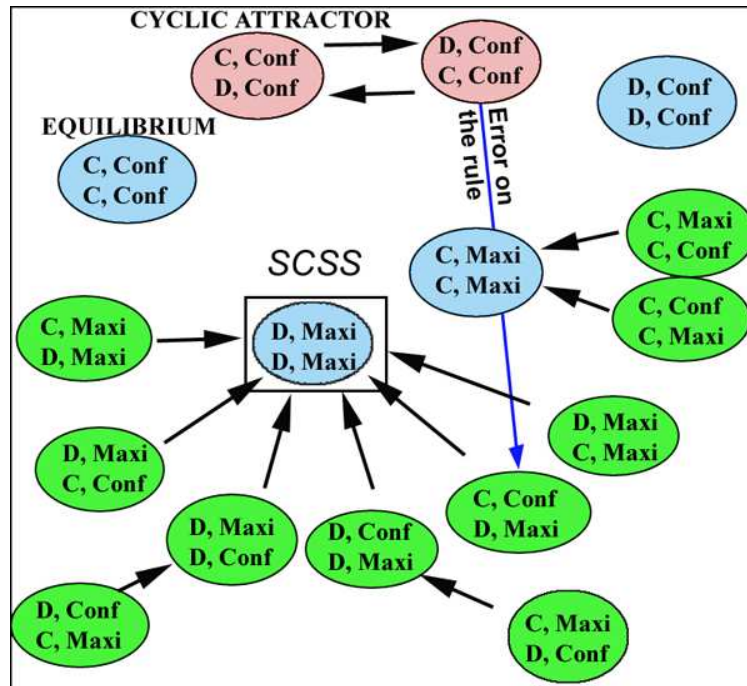 CYCLIC ATTRACTOR
C, Conf
D, Conf
D, Conf
C, Conf
D, Conf
D, Conf
EQUILIBRIUM
C, Conf
C, Conf
Error on
the rule
C, Maxi
C, Conf
C, Maxi
C, Maxi
SCSS
C, Conf
C, Maxi
C, Maxi
D, Maxi
D, Maxi
D, Maxi
D, Maxi
C, Maxi
D, Maxi
C, Conf
C, Conf
D, Maxi
D, Maxi
D, Conf
D, Conf
D, Maxi
D, Conf
C, Maxi
C, Maxi
D, Conf